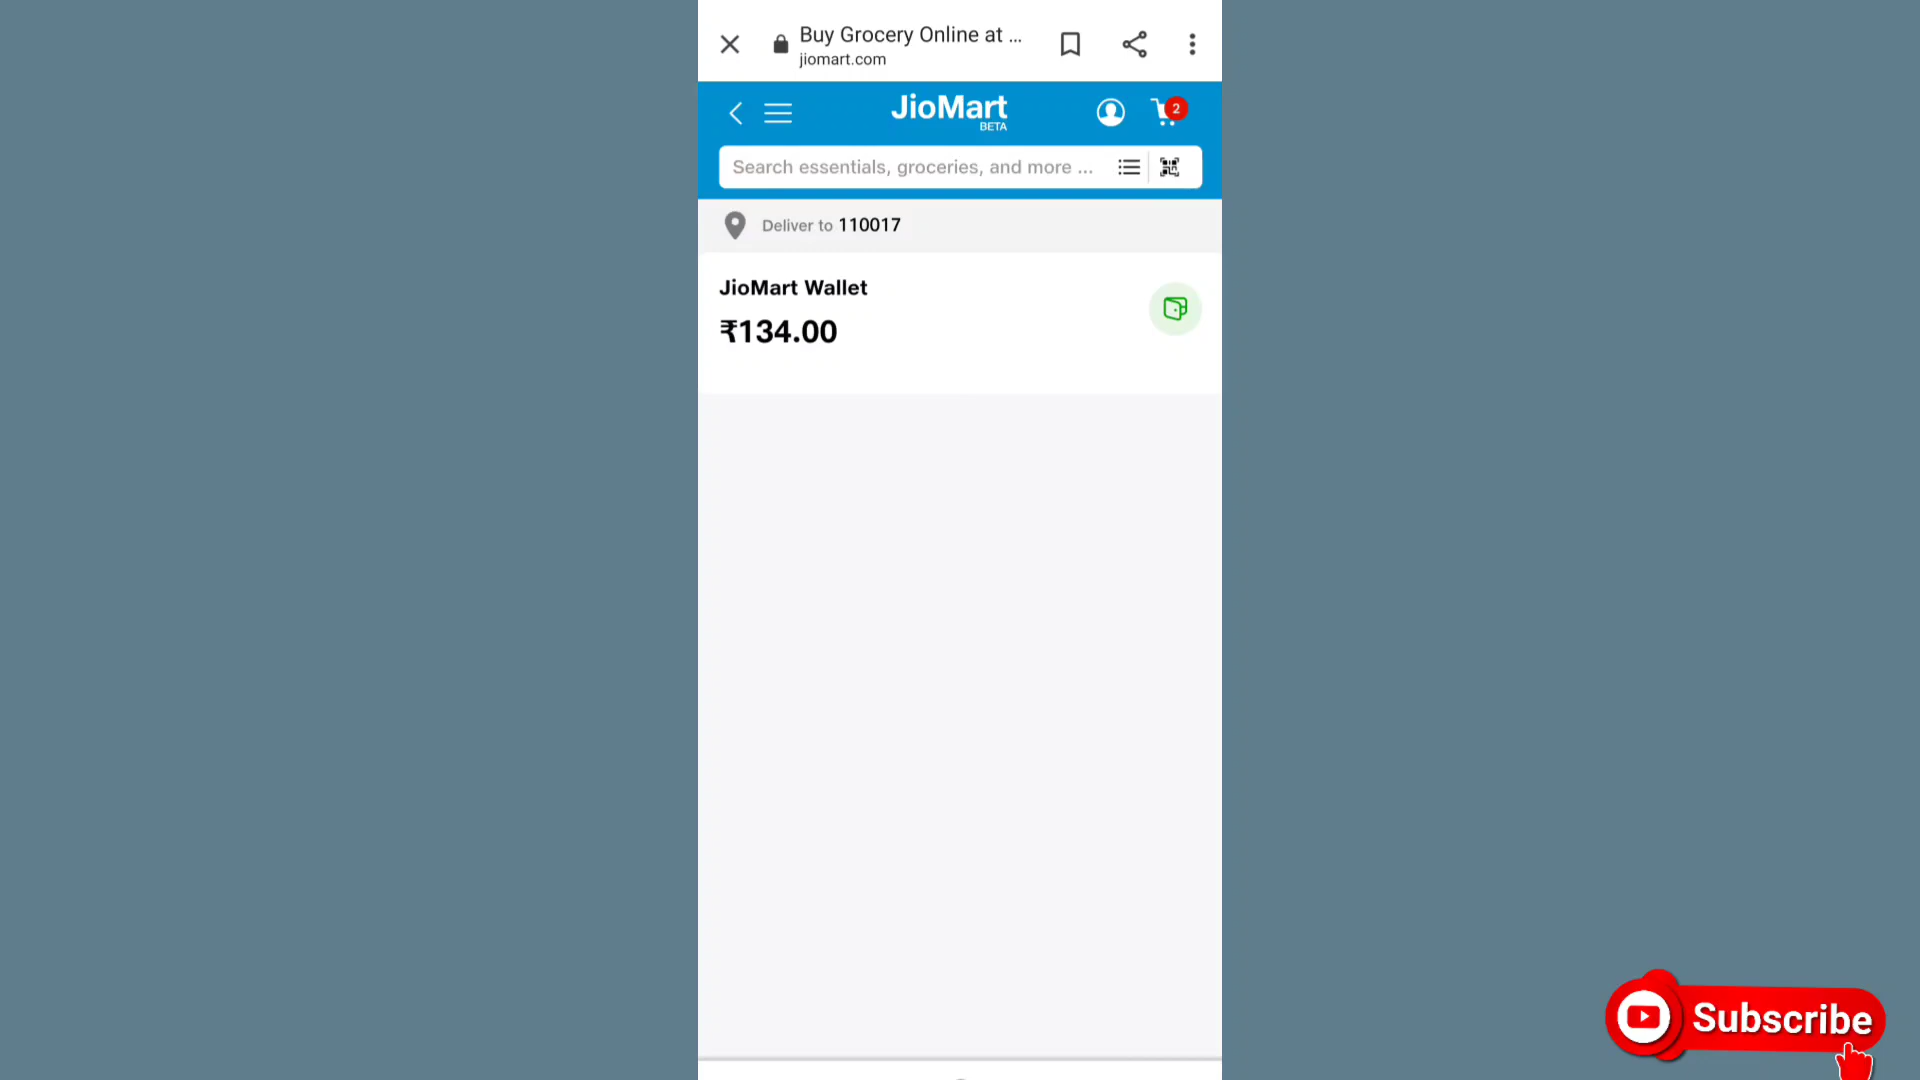 Buy Grocery Online at ...
jiomart.com
JioMart
BETA
2
Search essentials, groceries, and more ...
Deliver to 110017
JioMart Wallet
₹134.00
Subscribe